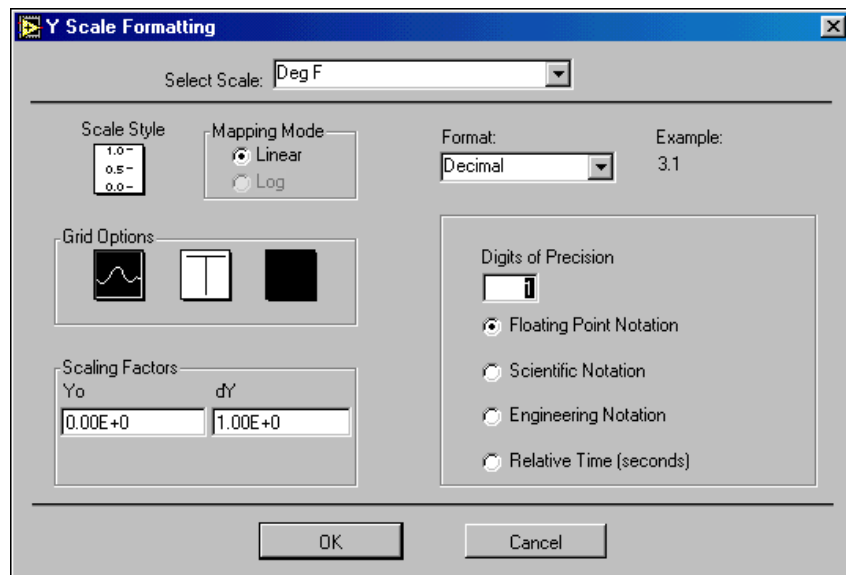 Y Scale Formatting
Select Scale: Deg F
Scale Style
1.0
0.5
0.0
Mapping Mode
Linear
Log
Format:
Decimal
Example:
3.1
Grid Options
Digits of Precision
1
Floating Point Notation
Scientific Notation
Engineering Notation
Relative Time (seconds)
Scaling Factors
Yo dY
0.00E+0 1.00E+0
OK Cancel